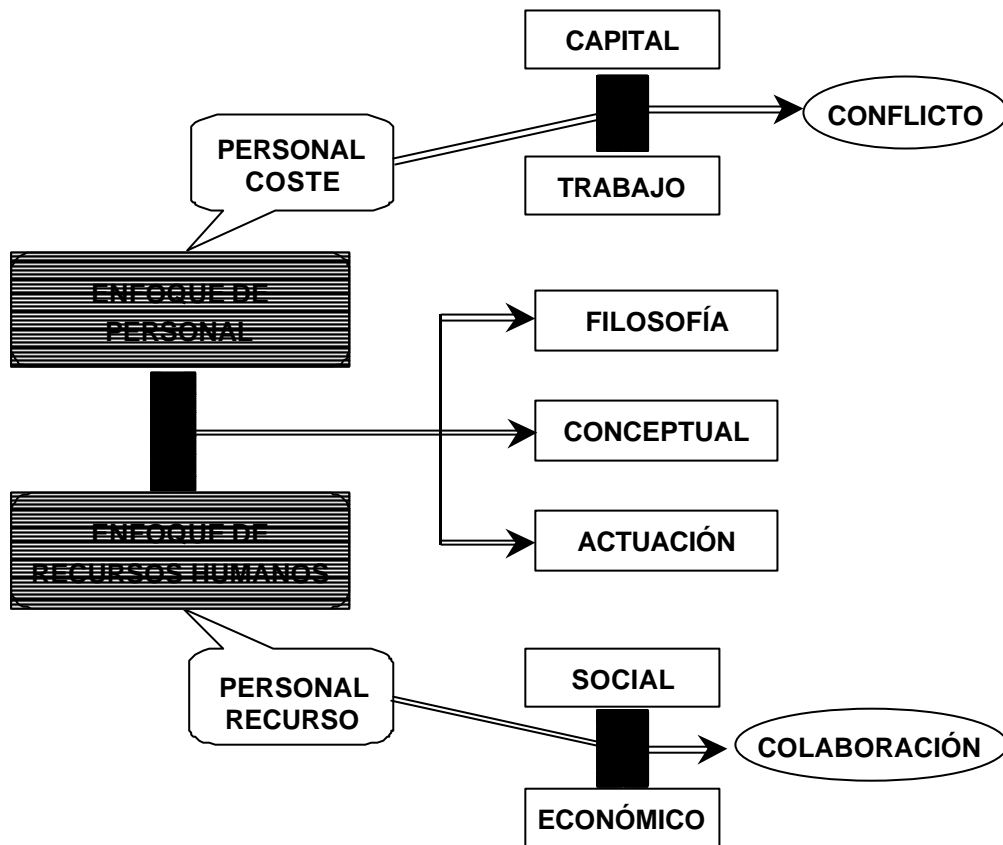 CAPITAL
CONFLICTO
PERSONAL
COSTE
TRABAJO
ENFOQUE DE
PERSONAL
FILOSOFÍA
CONCEPTUAL
ENFOQUE DE
RECURSOS HUMANOS
ACTUACIÓN
PERSONAL
RECURSO
SOCIAL
COLABORACIÓN
ECONÓMICO